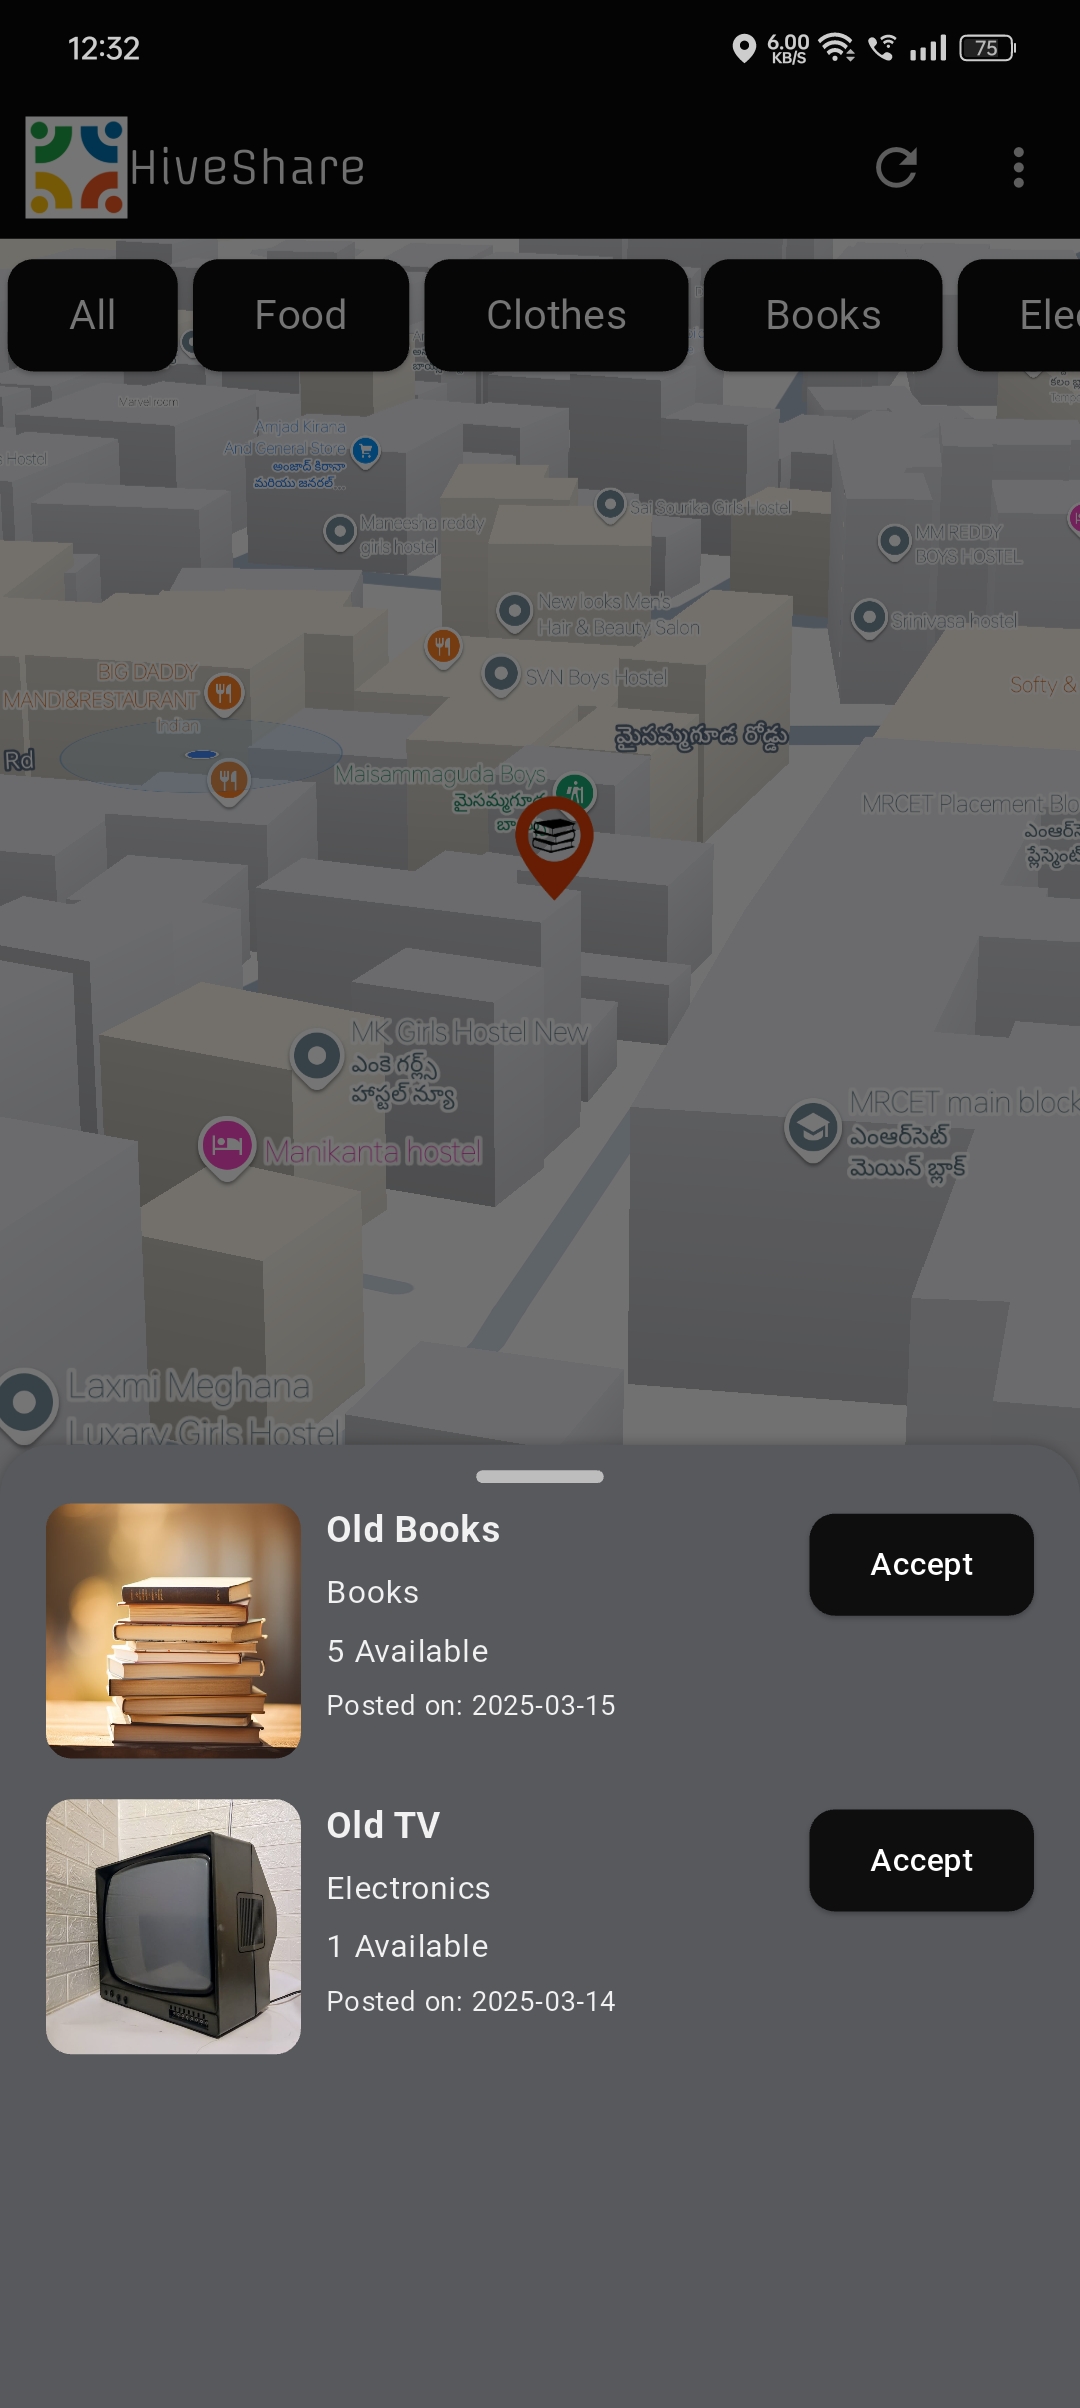 12:32
6.00
KB/S
75
HiveShare
All
Food
Clothes
Books
Elec
Marvel room
Amjad Kirana
And General Store
అంజాద్ కిరానా
మరియు జనరల్...
Hostel
Maneesha reddy
girls hostel
Sai Sourika Girls Hostel
MM REDDY
BOYS HOSTEL
New looks Men's
Hair & Beauty, Salon
Srinivasa hostel
SVN Boys Hostel
BIG DADDY
MANDI&RESTAURANT
Indian
Softy &
మైసమ్మగూడ రోడ్డు
Rd
Maisammaguda Boys
మైసమ్మగూడ
MRCET Placement Blo
ఎంఆర్సె
ప్లేస్మెంట్
MK Girls Hostel New
ఎంకె గర్ల్స్
హాస్టల్ న్యూ
MRCET main block
ఎంఆర్‌సెట్
మెయిన్ బ్లాక్
Manikanta hostel
Laxmi Meghana
Luxary Girls Hostel
Old Books
Accept
Books
5 Available
Posted on: 2025-03-15
Old TV
Accept
Electronics
1 Available
Posted on: 2025-03-14